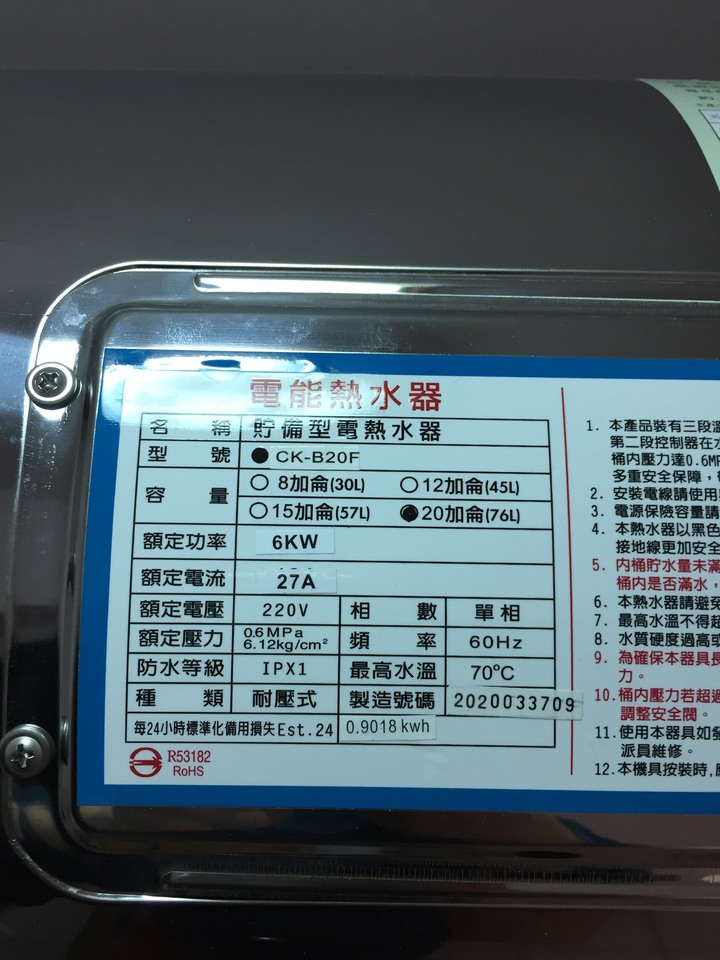 電能熱水器
名 稱 貯備型電熱水器
型 號 ● CK-B20F
容 量 ○ 8加侖(30L) ○ 12加侖(45L)
○ 15加侖(57L) ● 20加侖(76L)
額定功率 6KW
額定電流 27A
額定電壓 220V 相 數 單相
額定壓力 0.6MPa 6.12kg/cm² 頻 率 60Hz
防水等級 IPX1 最高水溫 70℃
種 類 耐壓式 製造號碼 2020033709
每24小時標準化備用損失Est.24 0.9018 kwh
R53182
RoHS
1. 本產品裝有三段溫
第二段控制器在水
桶內壓力達0.6MP
多重安全保障,
2. 安裝電線請使用
3. 電源保險容量請
4. 本熱水器以黑色
接地線更加安全
5. 內桶貯水量未滿
桶內是否滿水,
6. 本熱水器請避免
7. 最高水溫不得超
8. 水質硬度過高或
9. 為確保本器具長
力。
10. 桶內壓力若超過
調整安全閥。
11. 使用本器具如發
派員維修。
12. 本機具按裝時,